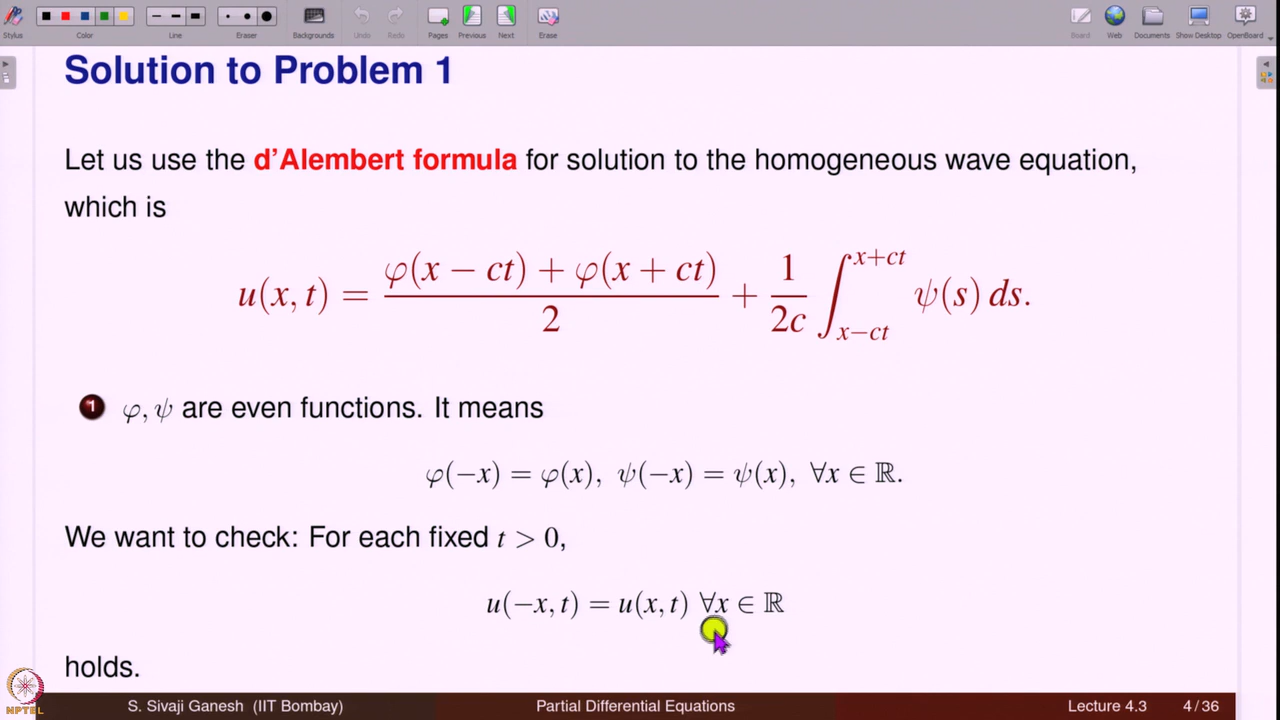 Stylus Color Line Eraser Backgrounds Undo Redo Pages Previous Next Erase Board Web Documents Show Desktop OpenBoard
Solution to Problem 1
Let us use the d'Alembert formula for solution to the homogeneous wave equation,
which is
u(x, t) = \frac{φ(x − ct) + φ(x + ct)}{2} + \frac{1}{2c} ∫_{x−ct}^{x+ct} ψ(s) ds.
1 φ, ψ are even functions. It means
φ(−x) = φ(x), ψ(−x) = ψ(x), ∀x ∈ ℝ.
We want to check: For each fixed t > 0,
u(−x, t) = u(x, t) ∀x ∈ ℝ
holds.
NPTEL
S. Sivaji Ganesh (IIT Bombay) Partial Differential Equations Lecture 4.3 4/36